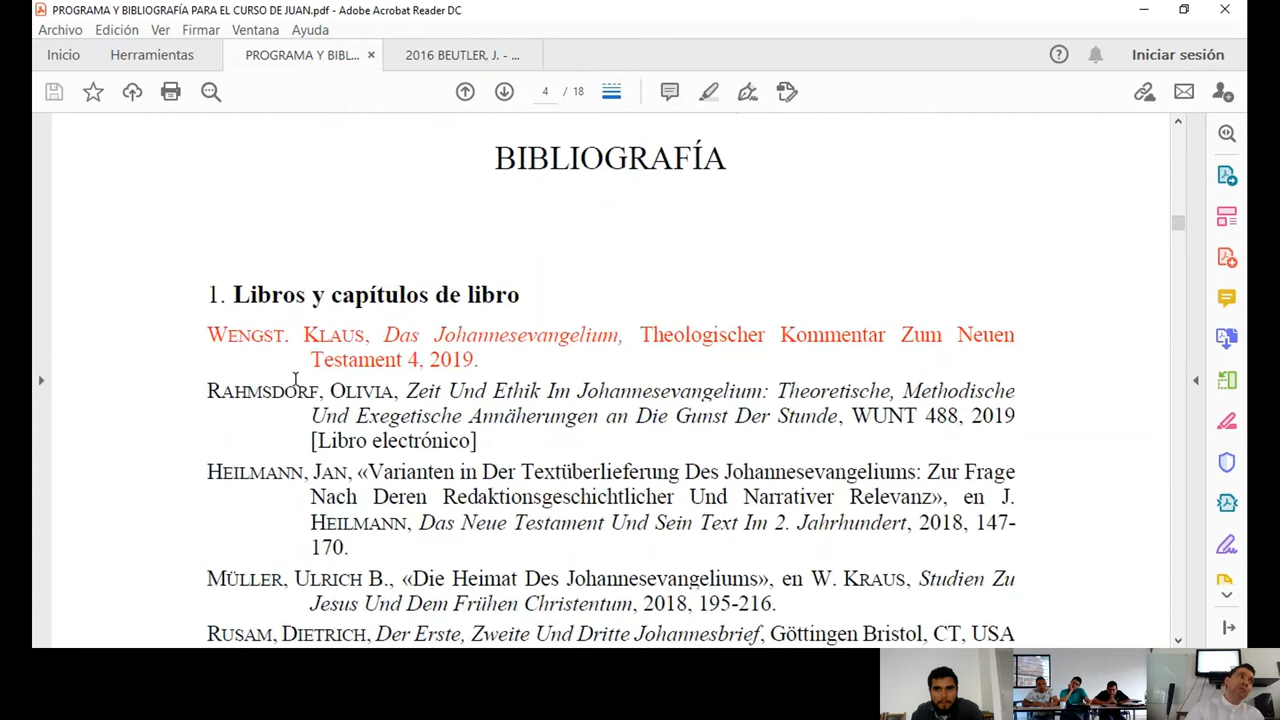 PROGRAMA Y BIBLIOGRAFÍA PARA EL CURSO DE JUAN.pdf - Adobe Acrobat Reader DC
Archivo Edición Ver Firmar Ventana Ayuda
Inicio Herramientas PROGRAMA Y BIBL... × 2016 BEUTLER, J. - ... Iniciar sesión
4 / 18
BIBLIOGRAFÍA
1. Libros y capítulos de libro
WENGST. KLAUS, Das Johannesevangelium, Theologischer Kommentar Zum Neuen
Testament 4, 2019.
RAHMSDORF, OLIVIA, Zeit Und Ethik Im Johannesevangelium: Theoretische, Methodische
Und Exegetische Annäherungen an Die Gunst Der Stunde, WUNT 488, 2019
[Libro electrónico]
HEILMANN, JAN, «Varianten in Der Textüberlieferung Des Johannesevangeliums: Zur Frage
Nach Deren Redaktionsgeschichtlicher Und Narrativer Relevanz», en J.
HEILMANN, Das Neue Testament Und Sein Text Im 2. Jahrhundert, 2018, 147-
170.
MÜLLER, ULRICH B., «Die Heimat Des Johannesevangeliums», en W. KRAUS, Studien Zu
Jesus Und Dem Frühen Christentum, 2018, 195-216.
RUSAM, DIETRICH, Der Erste, Zweite Und Dritte Johannesbrief, Göttingen Bristol, CT, USA